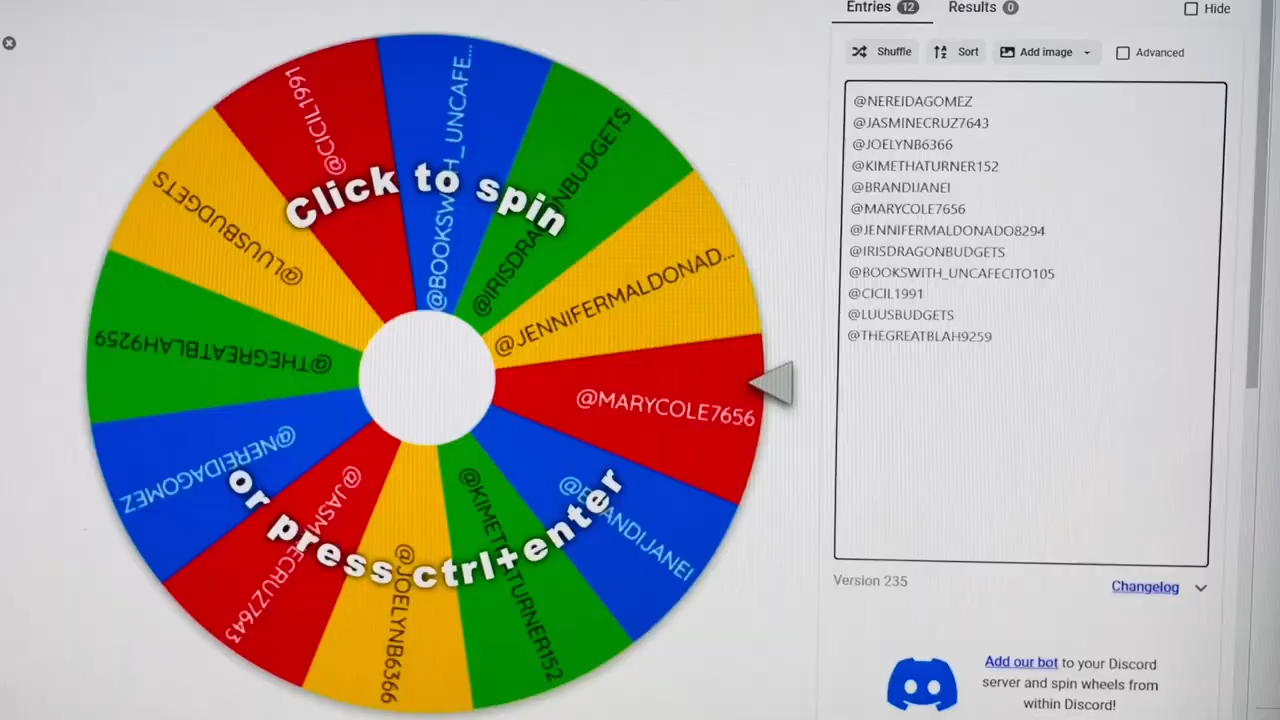 Entries 12 Results 0 Hide
Shuffle Sort Add image Advanced
@NEREIDAGOMEZ
@JASMINECRUZ7643
@JOELYNB6366
@KIMETHATURNER152
@BRANDIJANEI
@MARYCOLE7656
@JENNIFERMALDONADO8294
@IRISDRAGONBUDGETS
@BOOKSWITH_UNCAFECITO105
@CICIL1991
@LUUSBUDGETS
@THEGREATBLAH9259
Version 235 Changelog
Add our bot to your Discord
server and spin wheels from
within Discord!
Click to spin
or press ctrl+enter
@CICIL1991
@BOOKSWITH_UNCAFE...
@IRISDRAGONBUDGETS
@JENNIFERMALDONAD...
@MARYCOLE7656
@BRANDIJANEI
@KIMETHATURNER152
@JOELYNB6366
@JASMINECRUZ7643
@NEREIDAGOMEZ
@THEGREATBLAH9259
@LUUSBUDGETS